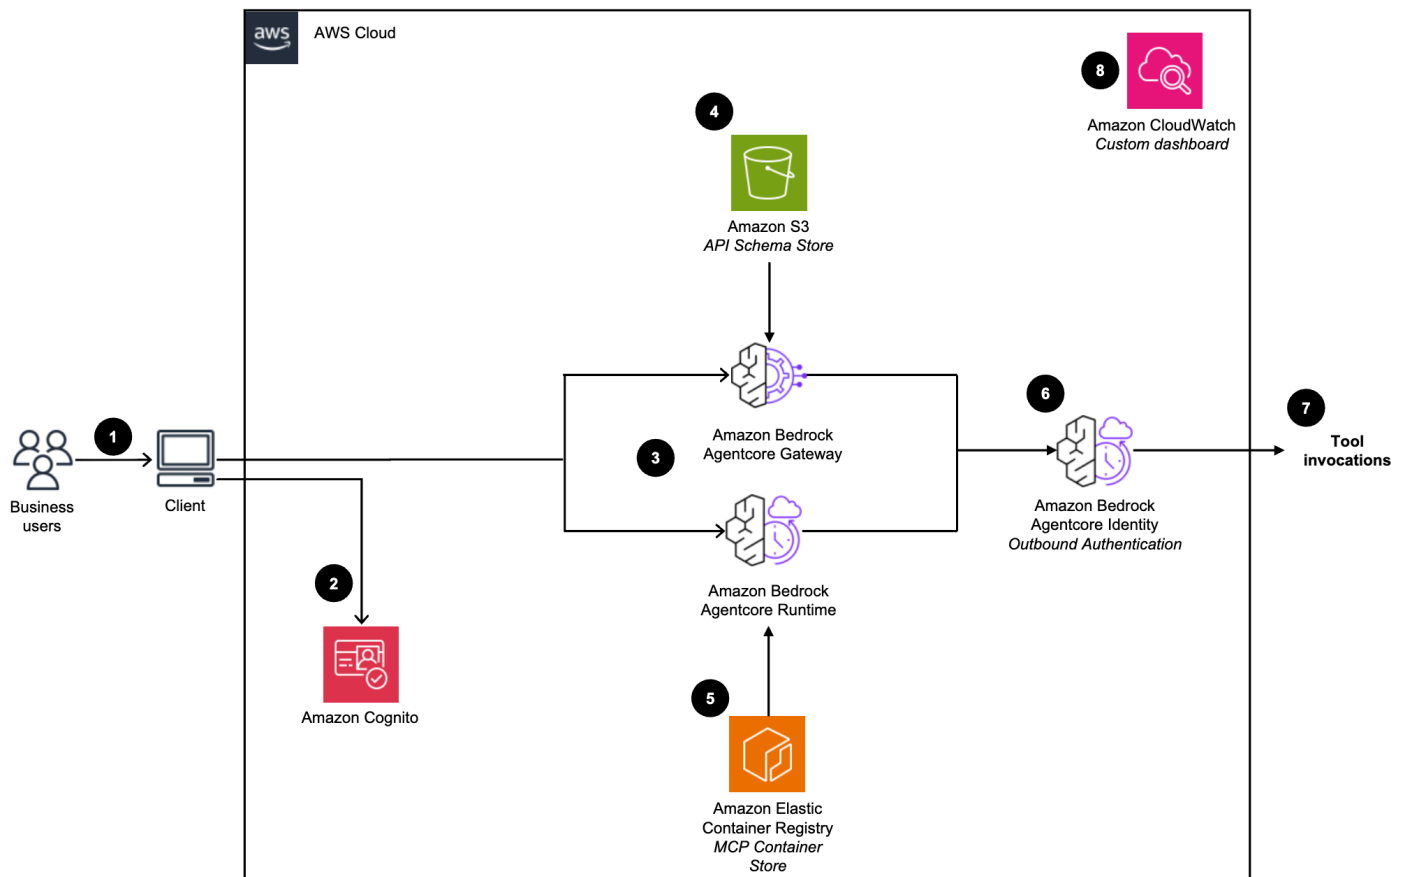 aws
AWS Cloud
8
Amazon CloudWatch
Custom dashboard
4
Amazon S3
API Schema Store
1
Business
users
Client
2
Amazon Cognito
3
Amazon Bedrock
Agentcore Gateway
Amazon Bedrock
Agentcore Runtime
5
Amazon Elastic
Container Registry
MCP Container
Store
6
Amazon Bedrock
Agentcore Identity
Outbound Authentication
7
Tool
invocations